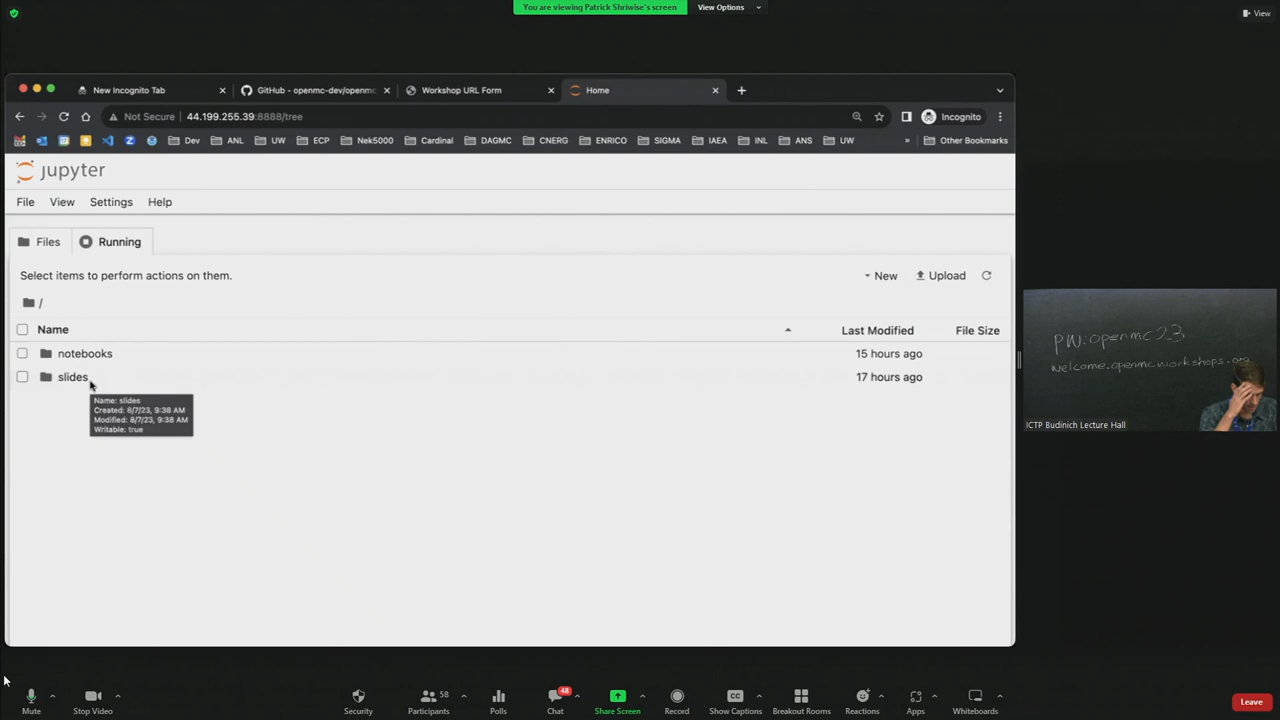 You are viewing Patrick Shriwise's screen View Options
View
New Incognito Tab GitHub - openmc-dev/openmc Workshop URL Form Home
Not Secure 44.199.255.39:8888/tree Incognito
Dev ANL UW ECP Nek5000 Cardinal DAGMC CNERG ENRICO SIGMA IAEA INL ANS UW » Other Bookmarks
jupyter
File View Settings Help
Files Running
Select items to perform actions on them. New Upload
/
Name Last Modified File Size
notebooks 15 hours ago
slides 17 hours ago
Name: slides
Created: 8/7/23, 9:38 AM
Modified: 8/7/23, 9:38 AM
Writable: true
PW: openmc23
welcome.openmcworkshops.org
ICTP Budinich Lecture Hall
58 48
Mute Stop Video Security Participants Polls Chat Share Screen Record Show Captions Breakout Rooms Reactions Apps Whiteboards Leave